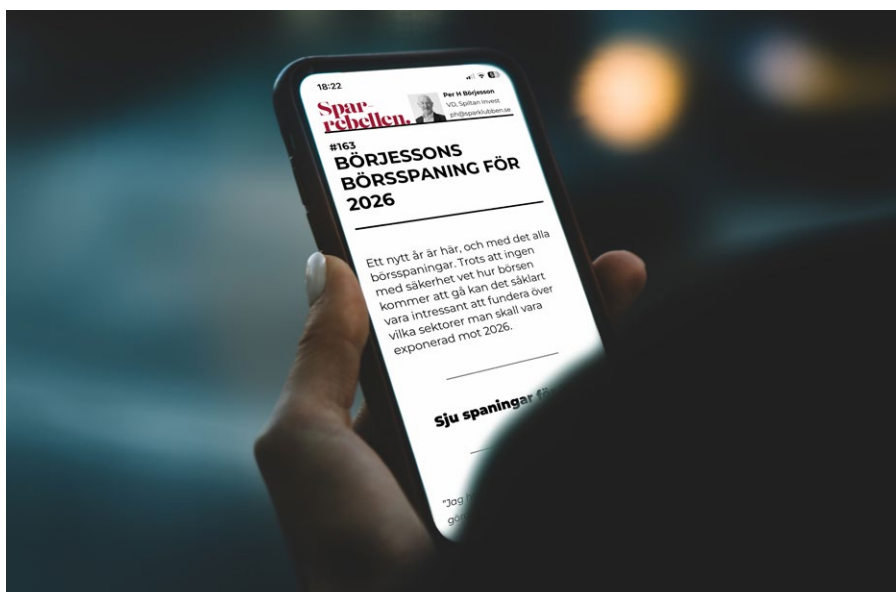 18:22
Spar-
rebellen.
Per H Börjesson
VD, Spiltan Invest
ph@sparklubben.se
#163
BÖRJESSONS
BÖRSSPANING FÖR
2026
Ett nytt år är här, och med det alla
börsspaningar. Trots att ingen
med säkerhet vet hur börsen
kommer att gå kan det såklart
vara intressant att fundera över
vilka sektorer man skall vara
exponerad mot 2026.
Sju spaningar
"Jag